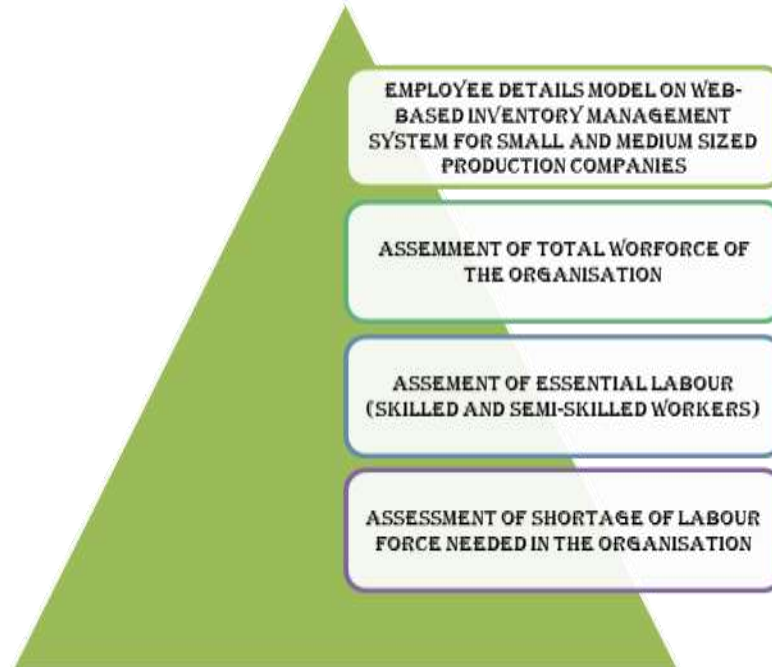 EMPLOYEE DETAILS MODEL ON WEB-
BASED INVENTORY MANAGEMENT
SYSTEM FOR SMALL AND MEDIUM SIZED
PRODUCTION COMPANIES
ASSEMMENT OF TOTAL WORFORCE OF
THE ORGANISATION
ASSEMENT OF ESSENTIAL LABOUR
(SKILLED AND SEMI-SKILLED WORKERS)
ASSESSMENT OF SHORTAGE OF LABOUR
FORCE NEEDED IN THE ORGANISATION